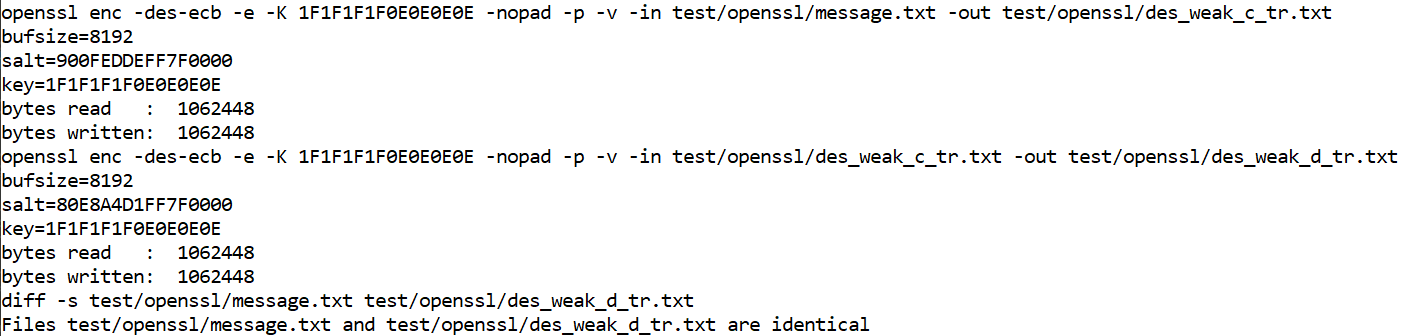 openssl enc -des-ecb -e -K 1F1F1F1F0E0E0E0E -nopad -p -v -in test/openssl/message.txt -out test/openssl/des_weak_c_tr.txt
bufsize=8192
salt=900FEDDEFF7F0000
key=1F1F1F1F0E0E0E0E
bytes read   :  1062448
bytes written:  1062448
openssl enc -des-ecb -e -K 1F1F1F1F0E0E0E0E -nopad -p -v -in test/openssl/des_weak_c_tr.txt -out test/openssl/des_weak_d_tr.txt
bufsize=8192
salt=80E8A4D1FF7F0000
key=1F1F1F1F0E0E0E0E
bytes read   :  1062448
bytes written:  1062448
diff -s test/openssl/message.txt test/openssl/des_weak_d_tr.txt
Files test/openssl/message.txt and test/openssl/des_weak_d_tr.txt are identical